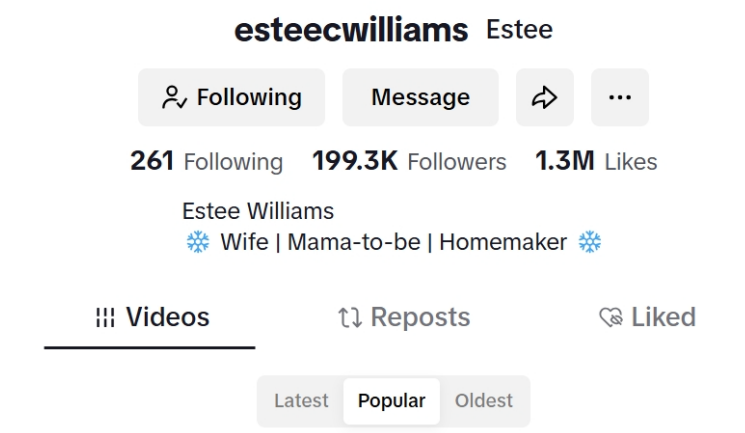 esteecwilliams Estee
Following Message
261 Following 199.3K Followers 1.3M Likes
Estee Williams
❄️ Wife | Mama-to-be | Homemaker ❄️
Videos Reposts Liked
Latest Popular Oldest